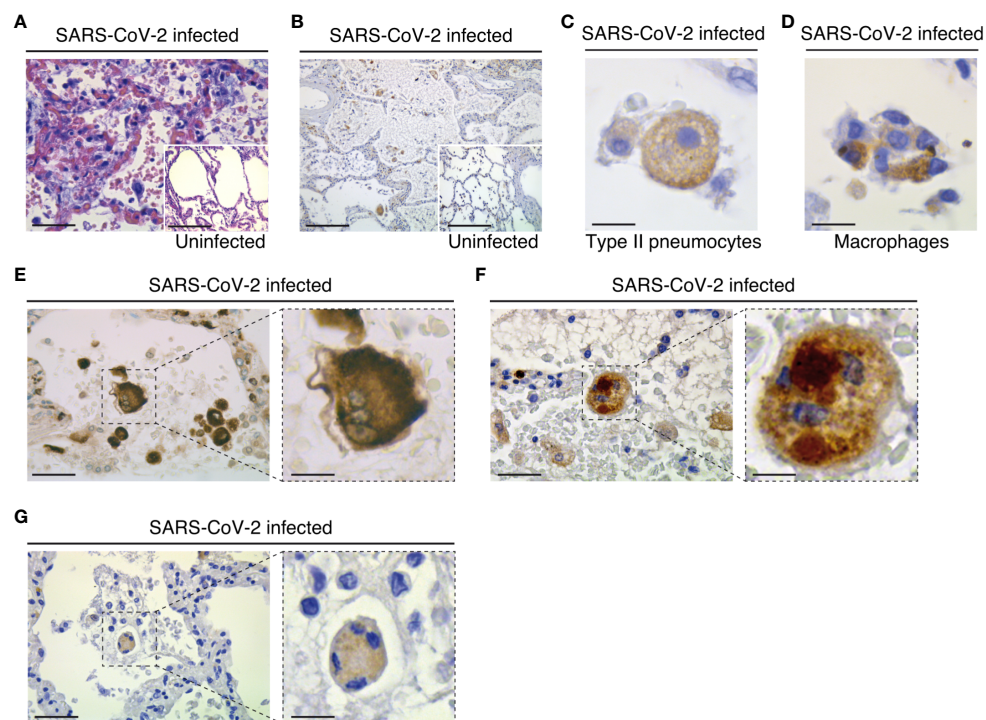 A
SARS-CoV-2 infected
Uninfected
B
SARS-CoV-2 infected
Uninfected
C
SARS-CoV-2 infected
Type II pneumocytes
D
SARS-CoV-2 infected
Macrophages
E
SARS-CoV-2 infected
F
SARS-CoV-2 infected
G
SARS-CoV-2 infected